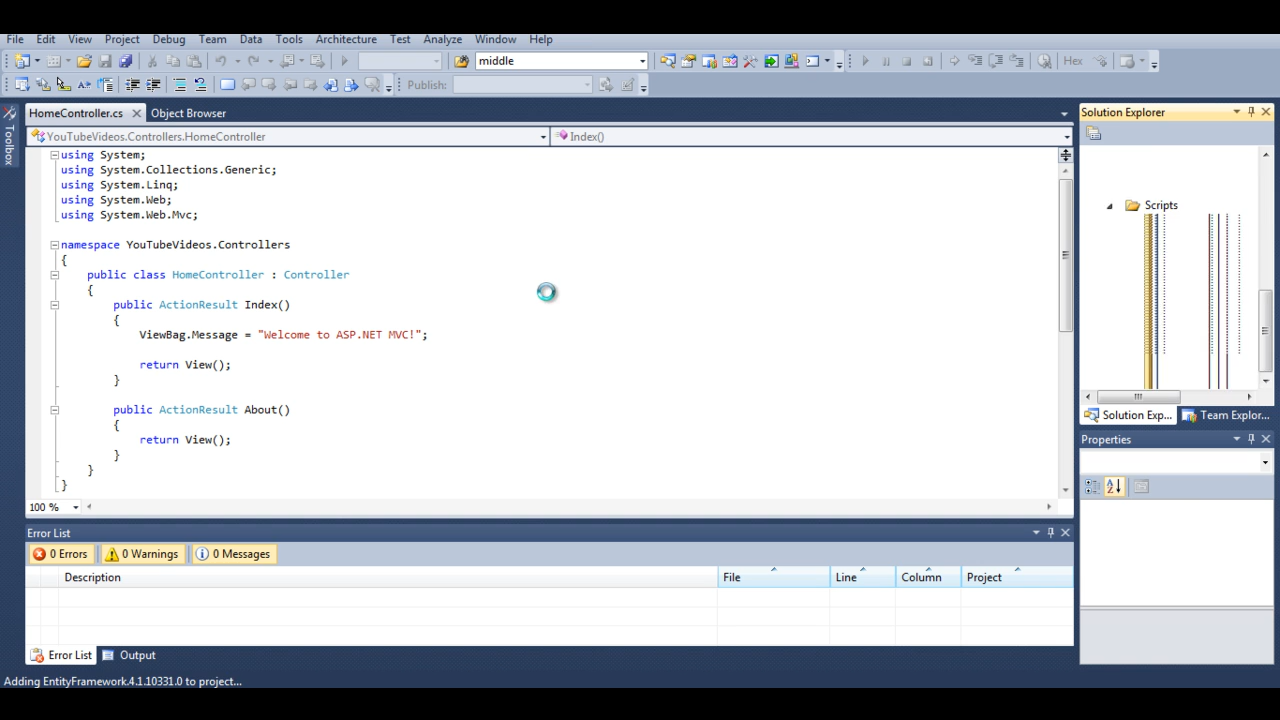 File Edit View Project Debug Team Data Tools Architecture Test Analyze Window Help
middle
Hex
Publish:
HomeController.cs Object Browser
YouTubeVideos.Controllers.HomeController Index()
using System;
using System.Collections.Generic;
using System.Linq;
using System.Web;
using System.Web.Mvc;
namespace YouTubeVideos.Controllers
{
public class HomeController : Controller
{
public ActionResult Index()
{
ViewBag.Message = "Welcome to ASP.NET MVC!";
return View();
}
public ActionResult About()
{
return View();
}
}
}
100 %
Toolbox
Solution Explorer
Scripts
Solution Exp... Team Explor...
Properties
Error List
0 Errors 0 Warnings 0 Messages
Description File Line Column Project
Error List Output
Adding EntityFramework.4.1.10331.0 to project...